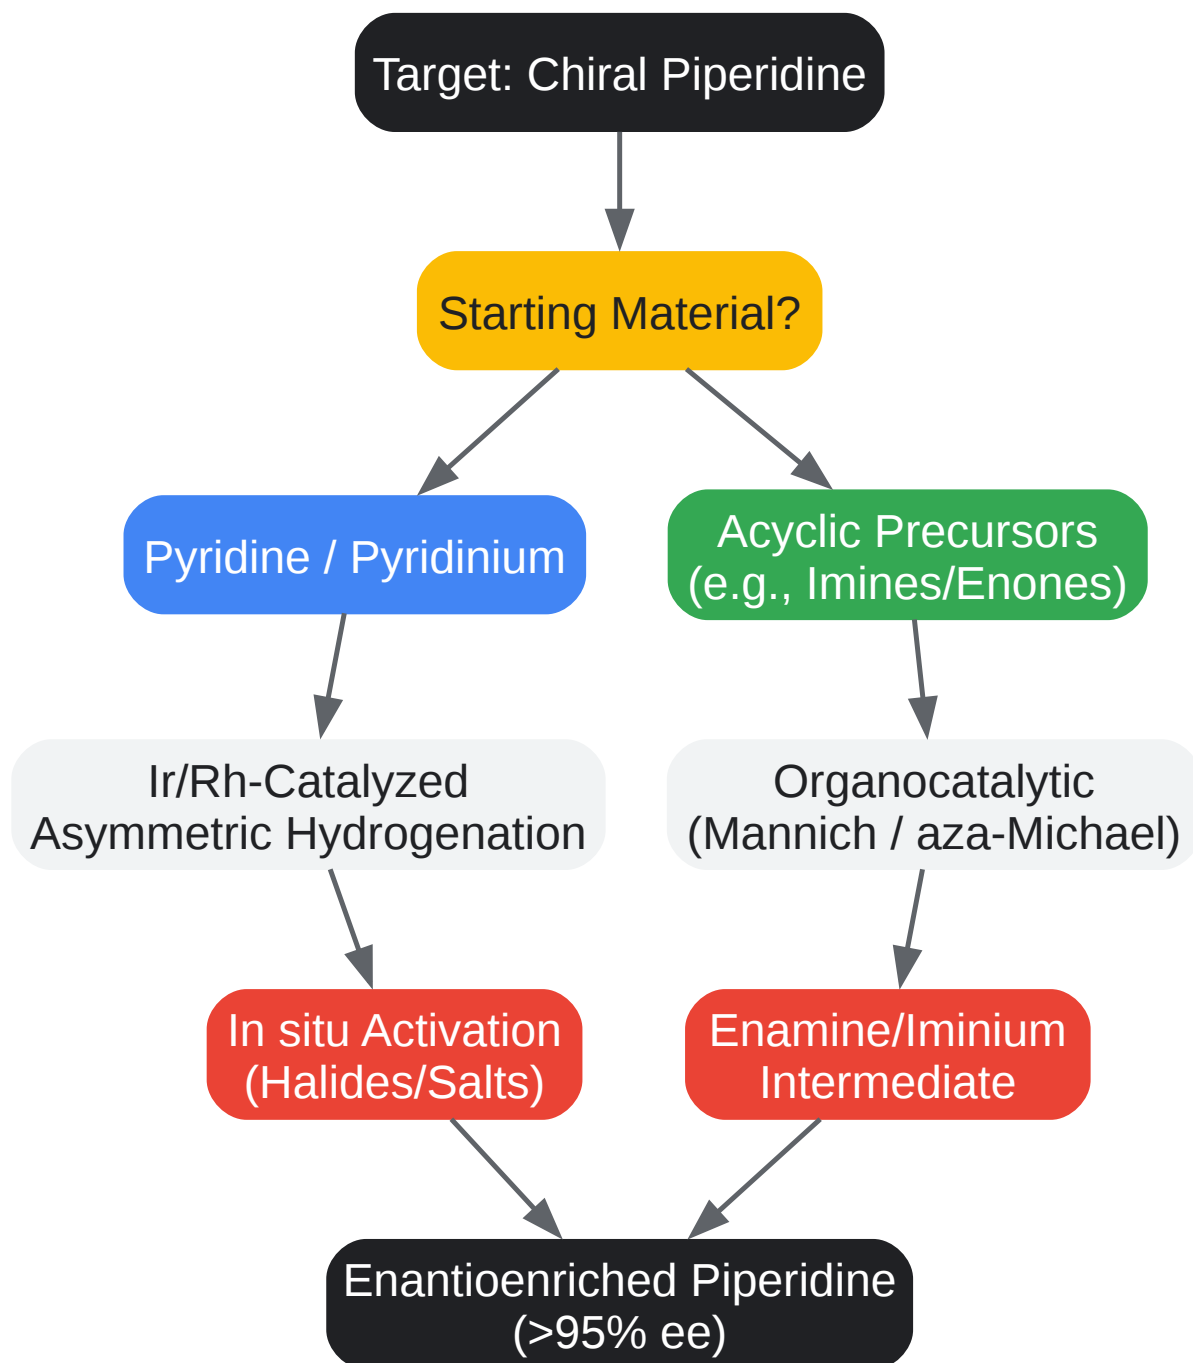 Target: Chiral Piperidine
Starting Material?
Pyridine / Pyridinium
Acyclic Precursors
(e.g., Imines/Enones)
Ir/Rh-Catalyzed
Asymmetric Hydrogenation
Organocatalytic
(Mannich / aza-Michael)
In situ Activation
(Halides/Salts)
Enamine/Iminium
Intermediate
Enantioenriched Piperidine
(>95% ee)